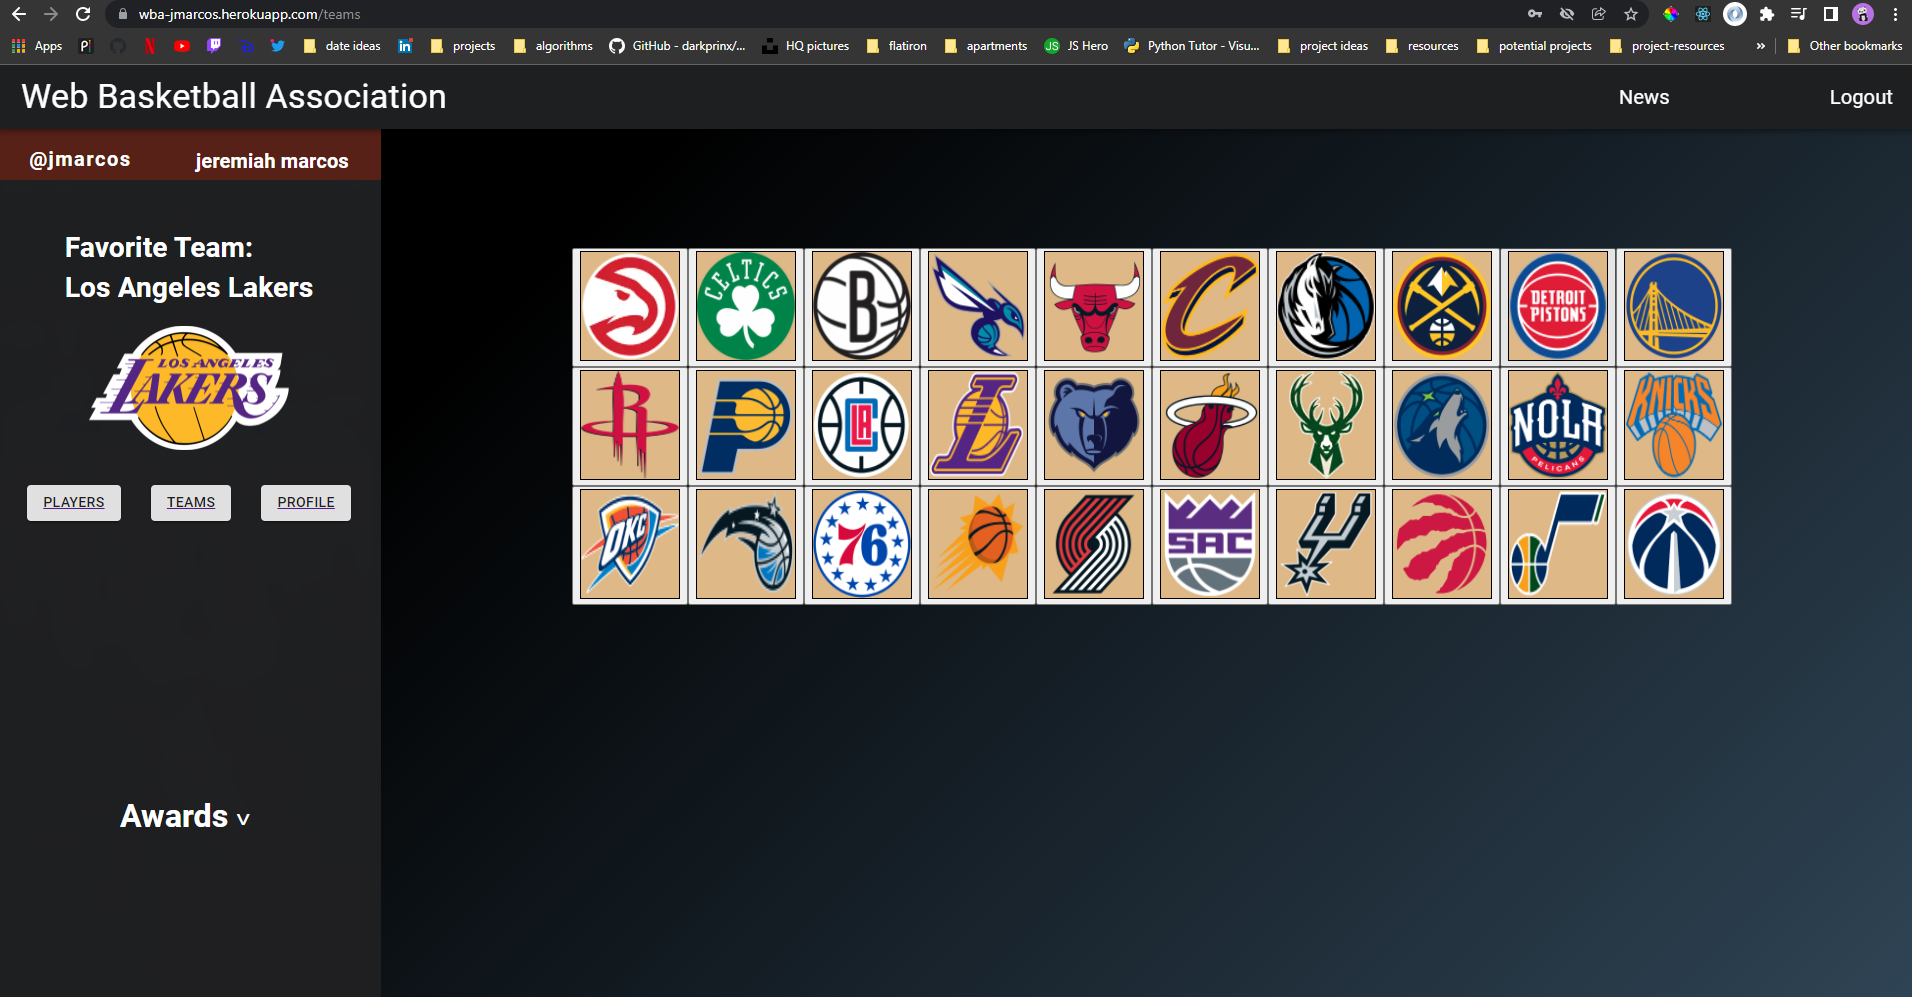 wba-jmarcos.herokuapp.com/teams
Apps
P!
date ideas
in
projects
algorithms
GitHub - darkprinx/...
HQ pictures
flatiron
apartments
JS
JS Hero
Python Tutor - Visu...
project ideas
resources
potential projects
project-resources
»
Other bookmarks
Web Basketball Association
News
Logout
@jmarcos
jeremiah marcos
Favorite Team:
Los Angeles Lakers
LOS ANGELES
LAKERS
PLAYERS
TEAMS
PROFILE
Awards v
CELTICS
B
C
DETROIT
PISTONS
R
P
LA
L
NOLA
PELICANS
KNICKS
OKC
76
SAC